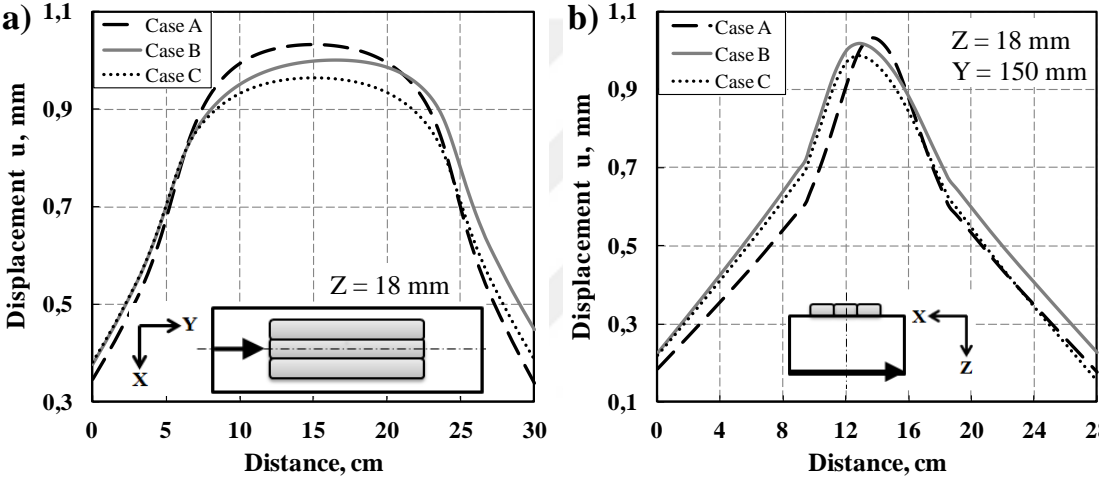 a)
1,1
0,9
0,7
0,5
0,3
Displacement u, mm
Case A
Case B
Case C
Z = 18 mm
Y
X
0 5 10 15 20 25 30
Distance, cm
b)
1,1
0,9
0,7
0,5
0,3
0,1
Displacement u, mm
Case A
Case B
Case C
Z = 18 mm
Y = 150 mm
X
Z
0 4 8 12 16 20 24 28
Distance, cm